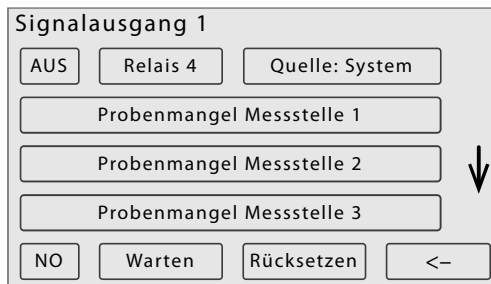 Signalausgang 1
AUS Relais 4 Quelle: System
Probenmangel Messstelle 1
Probenmangel Messstelle 2
Probenmangel Messstelle 3
NO Warten Rücksetzen <–